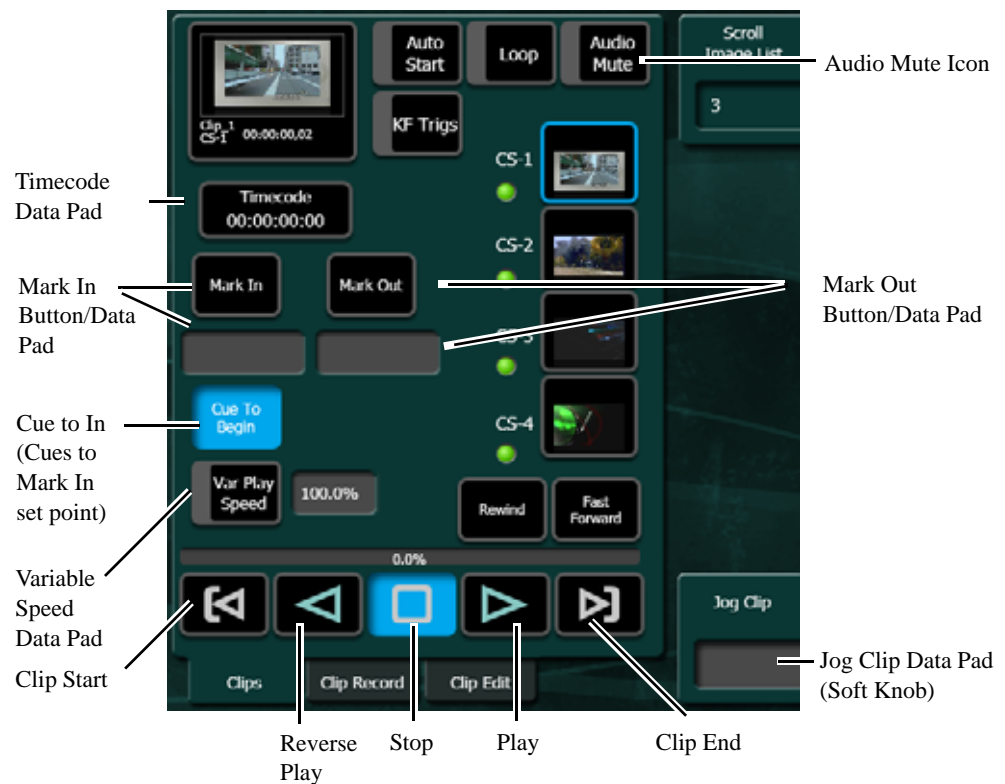 Auto
Start
Loop
Audio
Mute
Scroll
Image List
Audio Mute Icon
3
KF Trigs
Clip_1
CS-1 00:00:00,02
CS-1
Timecode
Data Pad
Timecode
00:00:00:00
CS-2
Mark In
Button/Data
Pad
Mark In
Mark Out
Mark Out
Button/Data Pad
CS-3
Cue to In
(Cues to
Mark In
set point)
Cue To
Begin
CS-4
Var Play
Speed
100.0%
Rewind
Fast
Forward
0.0%
Variable
Speed
Data Pad
Jog Clip
Clip Start
Clips
Clip Record
Clip Edit
Jog Clip Data Pad
(Soft Knob)
Reverse
Play
Stop
Play
Clip End